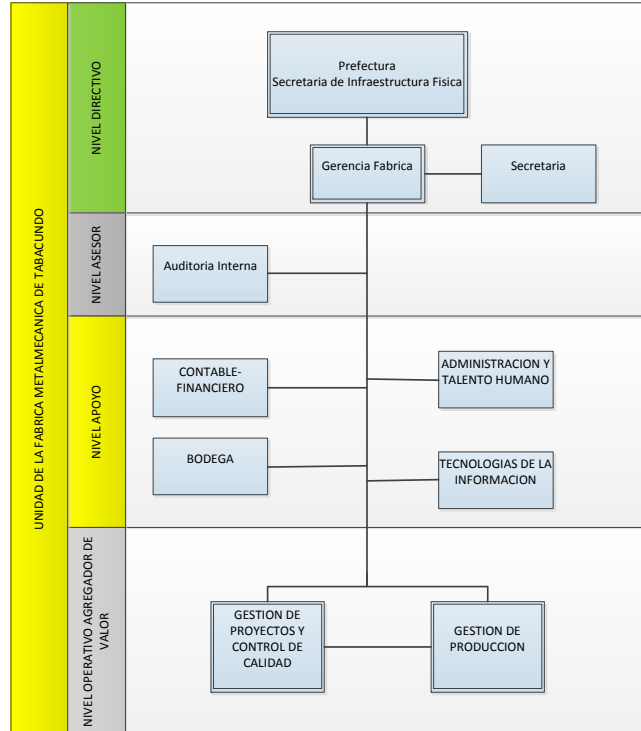 UNIDAD DE LA FABRICA METALMECANICA DE TABACUNDO
NIVEL DIRECTIVO
Prefectura
Secretaria de Infraestructura Fisica
Gerencia Fabrica
Secretaria
NIVEL ASESOR
Auditoria Interna
NIVEL APOYO
CONTABLE-
FINANCIERO
ADMINISTRACION Y
TALENTO HUMANO
BODEGA
TECNOLOGIAS DE LA
INFORMACION
NIVEL OPERATIVO AGREGADOR DE
VALOR
GESTION DE
PROYECTOS Y
CONTROL DE
CALIDAD
GESTION DE
PRODUCCION